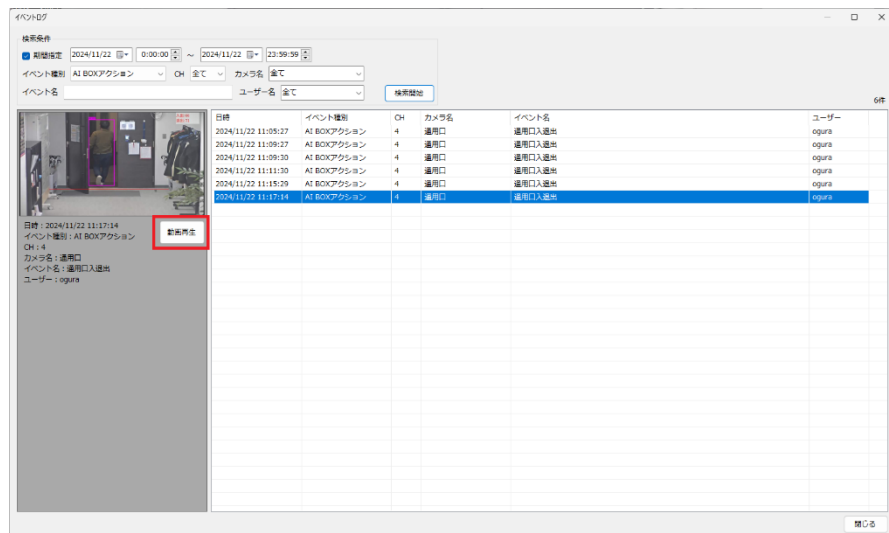 イベントログ
検索条件
期間指定 2024/11/22 0:00:00 ～ 2024/11/22 23:59:59
イベント種別 AI BOXアクション CH 全て カメラ名 全て
イベント名 ユーザー名 全て 検索開始
6件
日時 イベント種別 CH カメラ名 イベント名 ユーザー
2024/11/22 11:05:27 AI BOXアクション 4 通用口 通用口入退出 ogura
2024/11/22 11:09:27 AI BOXアクション 4 通用口 通用口入退出 ogura
2024/11/22 11:09:30 AI BOXアクション 4 通用口 通用口入退出 ogura
2024/11/22 11:11:30 AI BOXアクション 4 通用口 通用口入退出 ogura
2024/11/22 11:15:29 AI BOXアクション 4 通用口 通用口入退出 ogura
2024/11/22 11:17:14 AI BOXアクション 4 通用口 通用口入退出 ogura
日時：2024/11/22 11:17:14
イベント種別：AI BOXアクション
CH：4
カメラ名：通用口
イベント名：通用口入退出
ユーザー：ogura
動画再生
閉じる